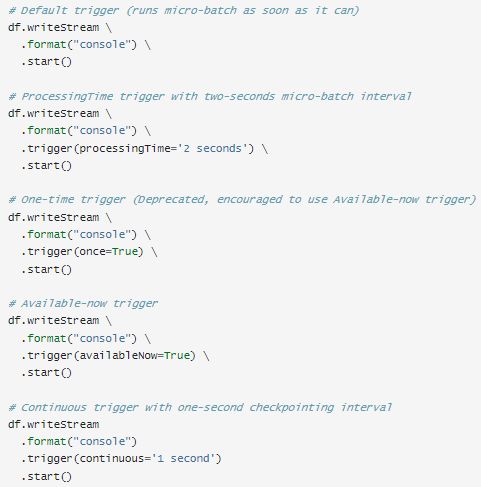 # Default trigger (runs micro-batch as soon as it can)
df.writeStream \
  .format("console") \
  .start()

# ProcessingTime trigger with two-seconds micro-batch interval
df.writeStream \
  .format("console") \
  .trigger(processingTime='2 seconds') \
  .start()

# One-time trigger (Deprecated, encouraged to use Available-now trigger)
df.writeStream \
  .format("console") \
  .trigger(once=True) \
  .start()

# Available-now trigger
df.writeStream \
  .format("console") \
  .trigger(availableNow=True) \
  .start()

# Continuous trigger with one-second checkpointing interval
df.writeStream
  .format("console")
  .trigger(continuous='1 second')
  .start()